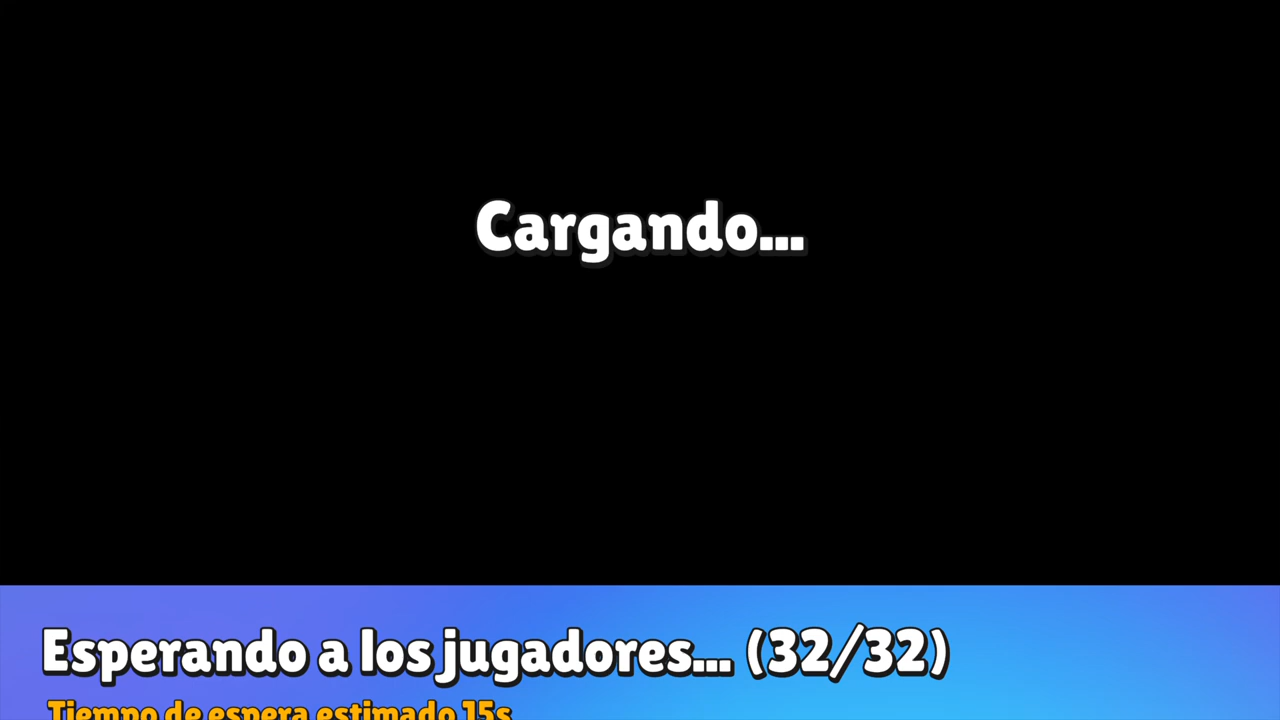 Cargando...
Esperando a los jugadores... (32/32)
Tiempo de espera estimado 15s